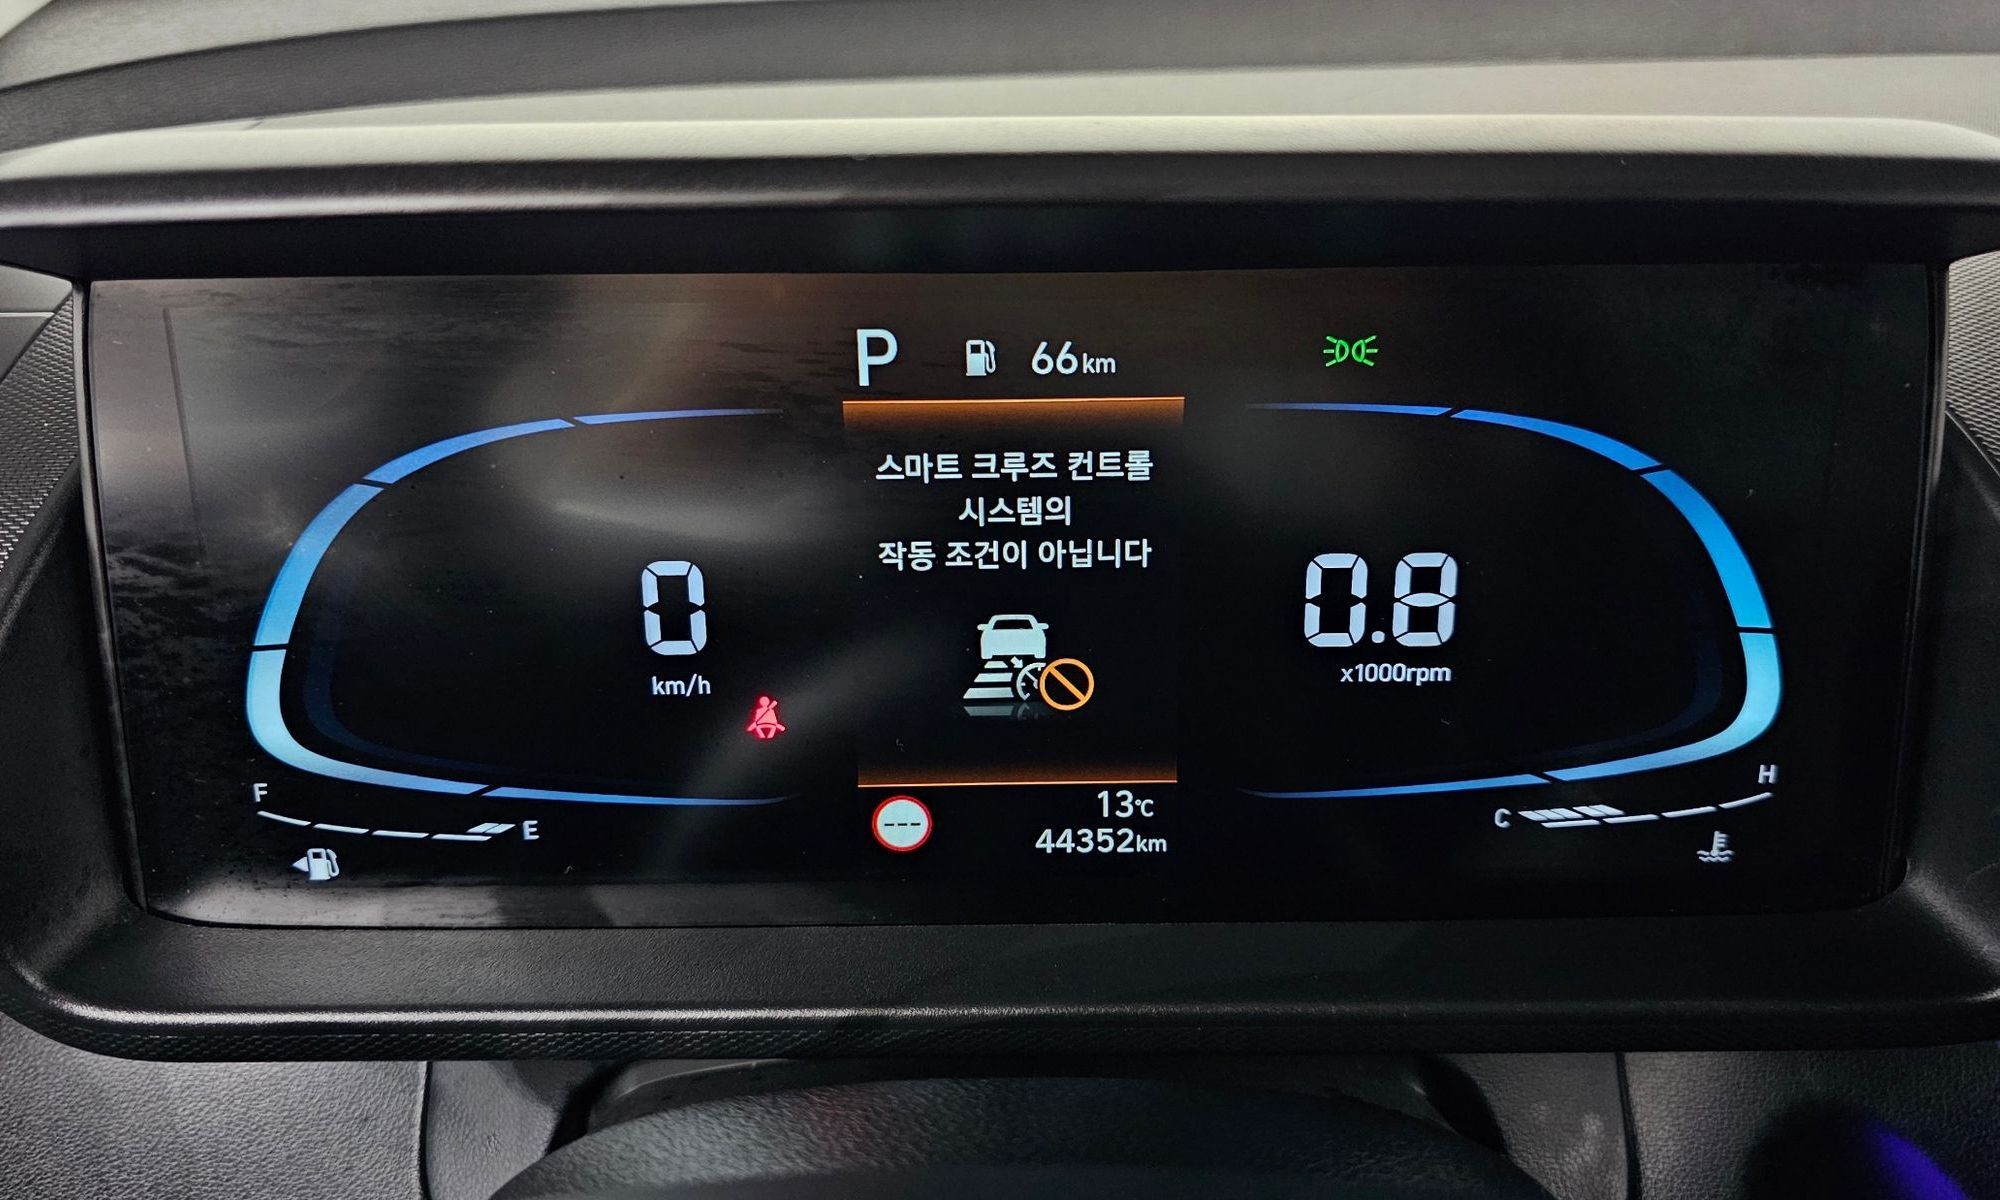 P 66km
스마트 크루즈 컨트롤
시스템의
작동 조건이 아닙니다
0
km/h
0.8
x1000rpm
F
E
---
13℃
44352km
C
H